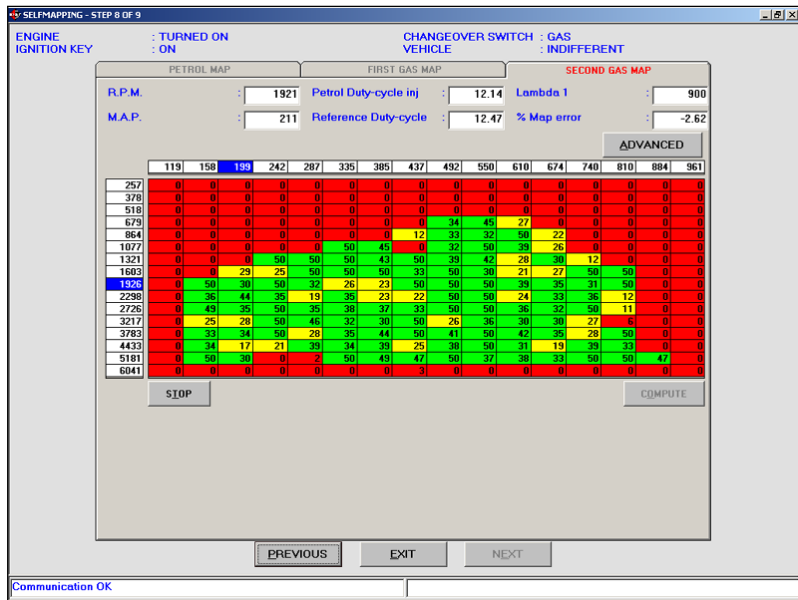 SELFMAPPING - STEP 8 OF 9
ENGINE : TURNED ON CHANGEOVER SWITCH : GAS
IGNITION KEY : ON VEHICLE : INDIFFERENT
PETROL MAP FIRST GAS MAP SECOND GAS MAP
R.P.M. : 1921 Petrol Duty-cycle inj : 12.14 Lambda 1 : 900
M.A.P. : 211 Reference Duty-cycle : 12.47 % Map error : -2.62
ADVANCED
119 158 199 242 287 335 385 437 492 550 610 674 740 810 884 961
257 0 0 0 0 0 0 0 0 0 0 0 0 0 0 0 0
378 0 0 0 0 0 0 0 0 0 0 0 0 0 0 0 0
518 0 0 0 0 0 0 0 0 0 0 0 0 0 0 0 0
679 0 0 0 0 0 0 0 0 34 45 27 0 0 0 0 0
864 0 0 0 0 0 0 0 12 33 32 50 22 0 0 0 0
1077 0 0 0 0 0 50 45 0 32 50 39 26 0 0 0 0
1321 0 0 0 50 50 50 43 50 39 42 28 30 12 0 0 0
1603 0 0 29 25 50 50 50 33 50 30 21 27 50 50 0 0
1926 0 50 30 50 32 26 23 50 50 50 39 35 31 50 0 0
2298 0 36 44 35 19 35 23 22 50 50 24 33 36 12 0 0
2726 0 49 35 50 35 38 37 33 50 50 36 32 50 11 0 0
3217 0 25 28 50 46 32 30 50 26 36 30 30 27 6 0 0
3783 0 33 34 50 28 35 44 50 41 50 42 35 28 50 0 0
4433 0 34 17 21 39 34 39 25 38 50 31 19 39 33 0 0
5181 0 50 30 0 2 50 49 47 50 37 38 33 50 50 47 0
6041 0 0 0 0 0 0 0 3 0 0 0 0 0 0 0 0
STOP COMPUTE
PREVIOUS EXIT NEXT
Communication OK